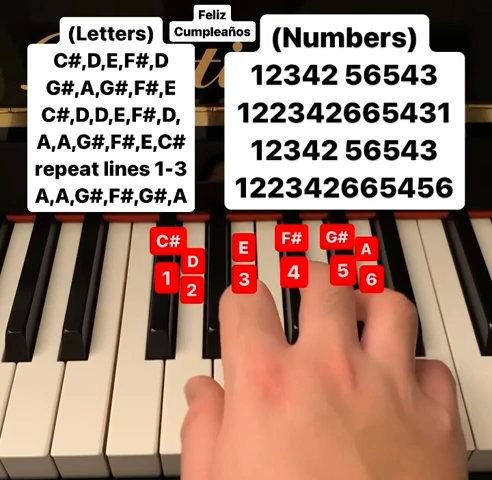 Feliz
Cumpleaños
(Letters)
C#,D,E,F#,D
G#,A,G#,F#,E
C#,D,D,E,F#,D,
A,A,G#,F#,E,C#
repeat lines 1-3
A,A,G#,F#,G#,A
(Numbers)
12342 56543
122342665431
12342 56543
122342665456
C#
D
E
F#
G#
A
1
2
3
4
5
6